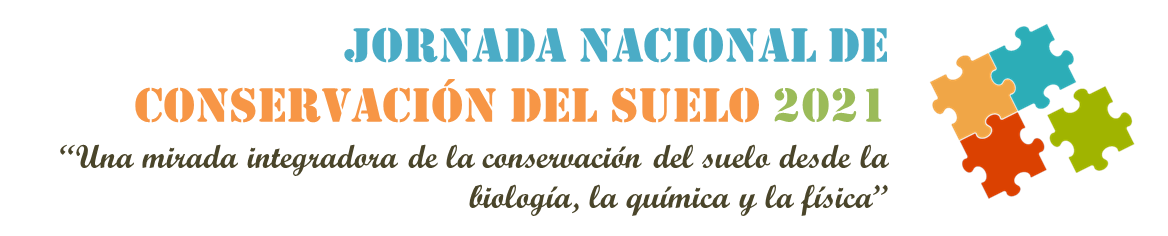 JORNADA NACIONAL DE
CONSERVACIÓN DEL SUELO 2021
“Una mirada integradora de la conservación del suelo desde la
biología, la química y la física”